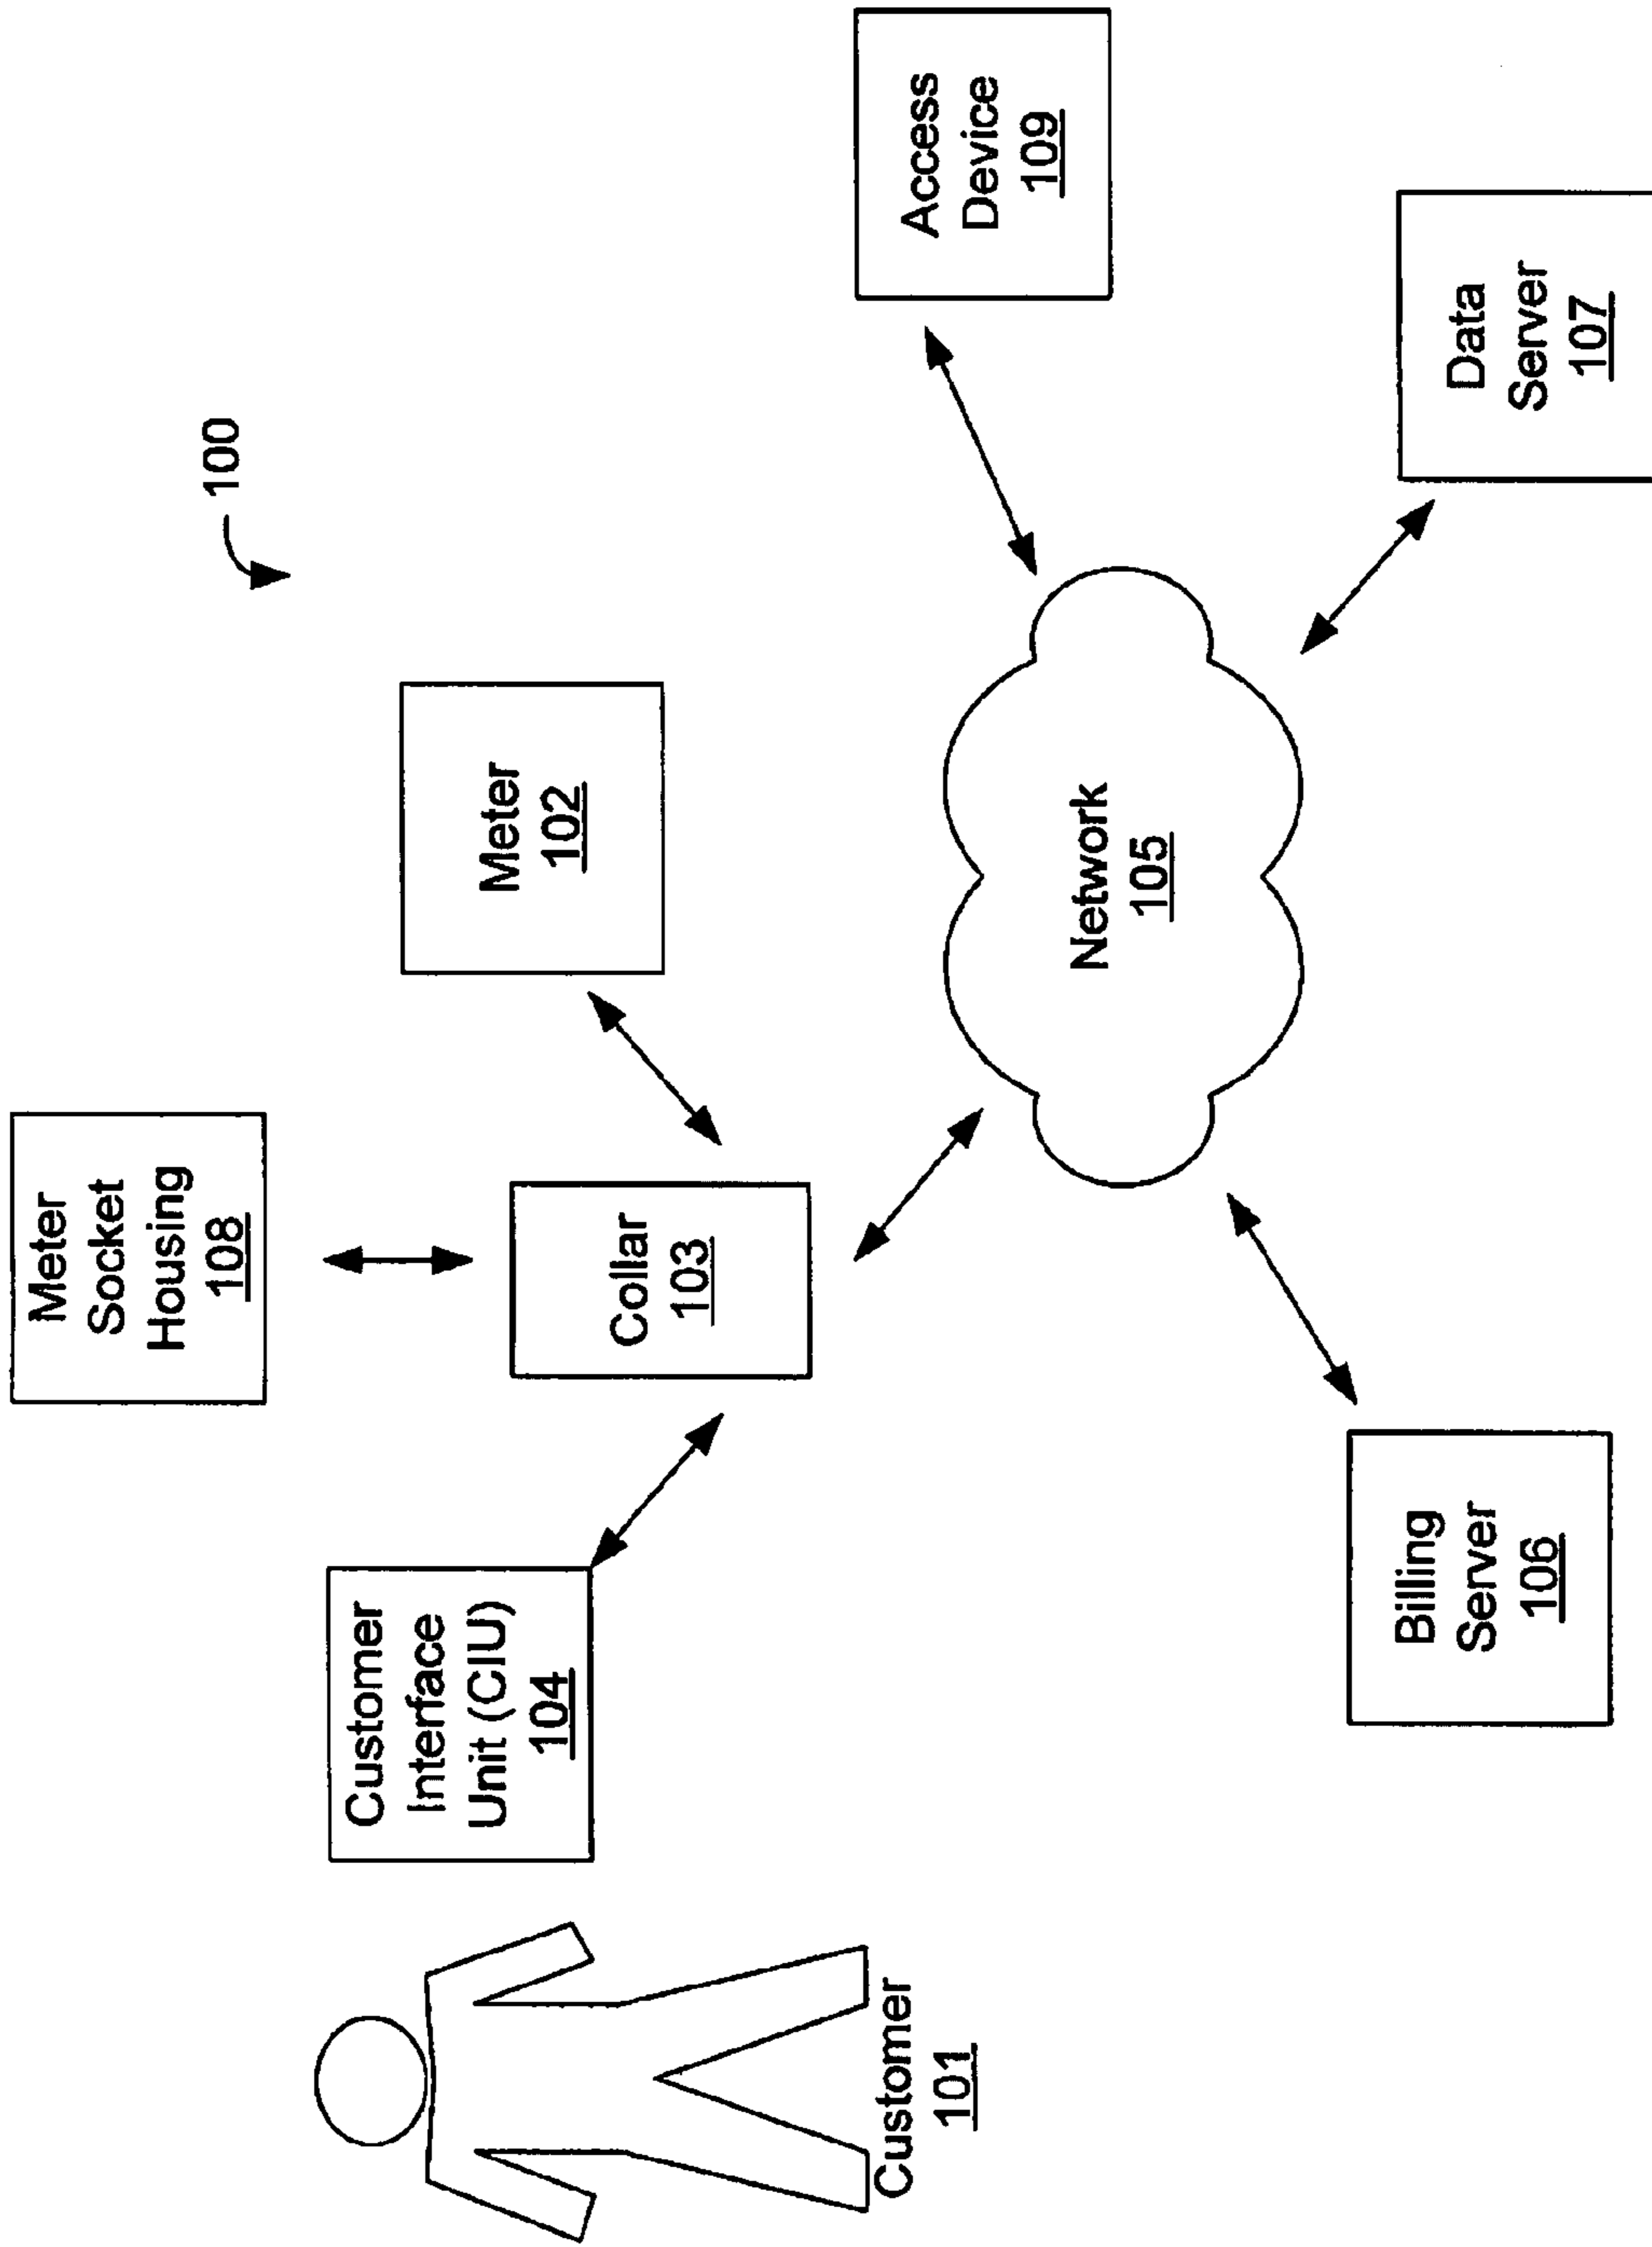 100
Meter
Socket
Housing
108
Customer
Interface
Unit (CIU)
104
Collar
103
Meter
102
Customer
101
Network
105
Access
Device
109
Billing
Server
106
Data
Server
107